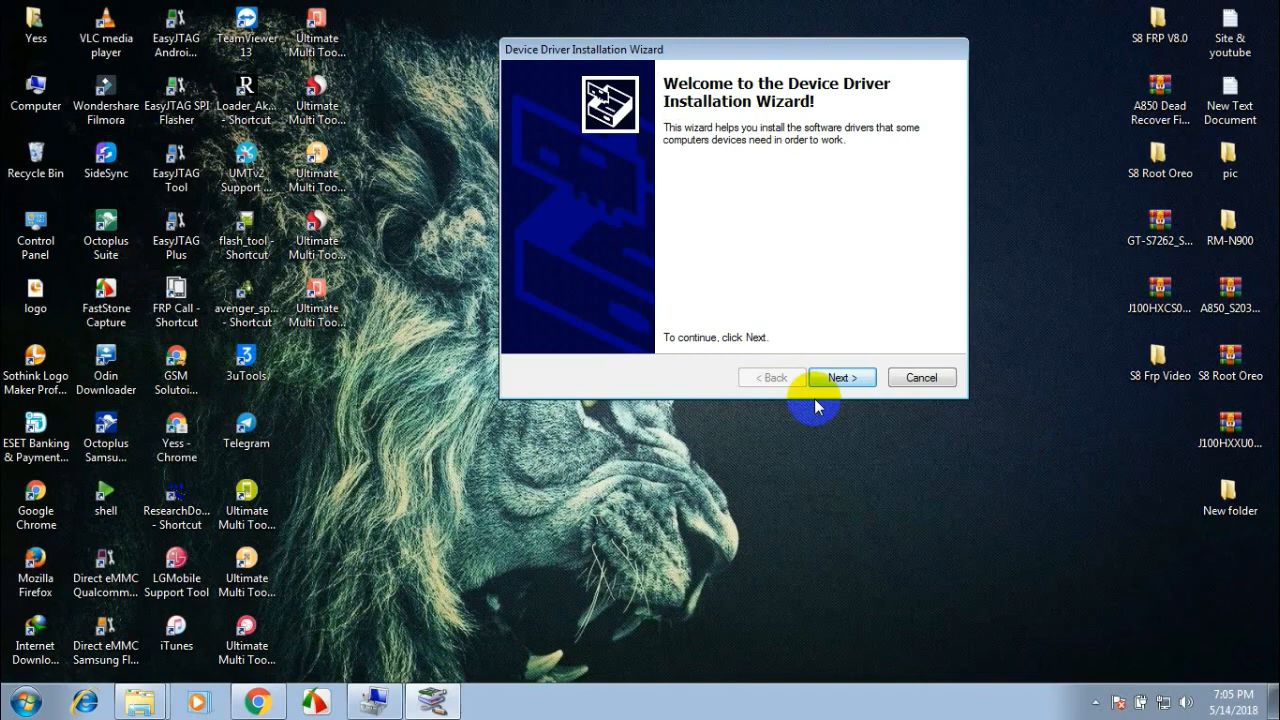 Yess
VLC media
player
EasyJTAG
Androi...
TeamViewer
13
Ultimate
Multi Too...
S8 FRP V8.0
Site &
youtube
Device Driver Installation Wizard
Welcome to the Device Driver
Installation Wizard!
This wizard helps you install the software drivers that some
computers devices need in order to work.
To continue, click Next.
< Back
Next >
Cancel
Computer
Wondershare
Filmora
EasyJTAG SPI
Flasher
R
Loader_Ak...
- Shortcut
Ultimate
Multi Too...
A850 Dead
Recover Fi...
New Text
Document
Recycle Bin
SideSync
EasyJTAG
Tool
UMTv2
Support ...
Ultimate
Multi Too...
S8 Root Oreo
pic
Control
Panel
Octoplus
Suite
EasyJTAG
Plus
flash_tool -
Shortcut
Ultimate
Multi Too...
GT-S7262_S...
RM-N900
logo
FastStone
Capture
FRP Call -
Shortcut
avenger_sp...
- Shortcut
Ultimate
Multi Too...
J100HXCS0...
A850_S203...
Sothink Logo
Maker Prof...
Odin
Downloader
GSM
Solutoi...
3
3uTools
S8 Frp Video
S8 Root Oreo
ESET Banking
& Payment...
Octoplus
Samsu...
Yess -
Chrome
Telegram
J100HXXU0...
Google
Chrome
shell
ResearchDo...
- Shortcut
Ultimate
Multi Too...
New folder
Mozilla
Firefox
Direct eMMC
Qualcomm...
LGMobile
Support Tool
Ultimate
Multi Too...
Internet
Downlo...
Direct eMMC
Samsung Fl...
iTunes
Ultimate
Multi Too...
7:05 PM
5/14/2018